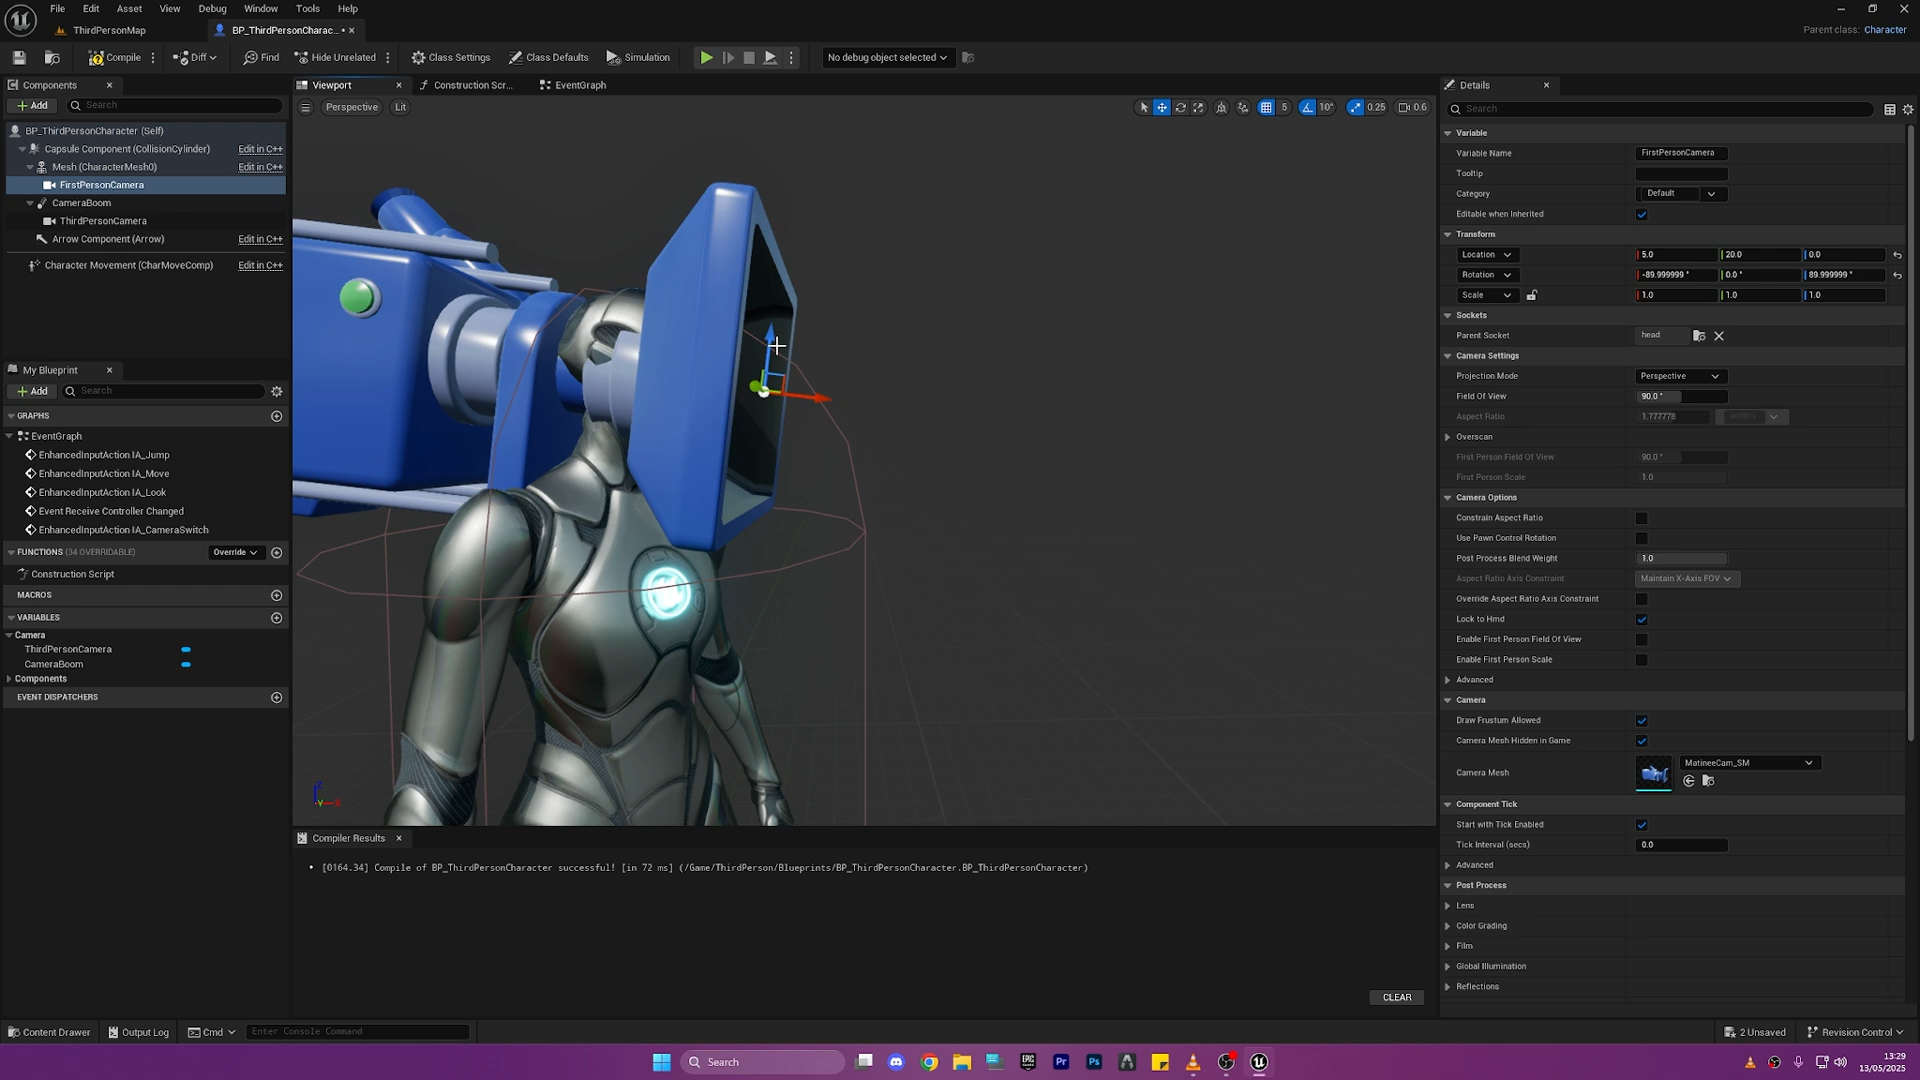 File Edit Asset View Debug Window Tools Help
ThirdPersonMap
BP_ThirdPersonCharac... •
Parent class: Character
Compile
Diff
Find
Hide Unrelated
Class Settings
Class Defaults
Simulation
No debug object selected
Components
Add
Search
BP_ThirdPersonCharacter (Self)
Capsule Component (CollisionCylinder) Edit in C++
Mesh (CharacterMesh0) Edit in C++
FirstPersonCamera
CameraBoom
ThirdPersonCamera
Arrow Component (Arrow) Edit in C++
Character Movement (CharMoveComp) Edit in C++
My Blueprint
Add
Search
GRAPHS
EventGraph
EnhancedInputAction IA_Jump
EnhancedInputAction IA_Move
EnhancedInputAction IA_Look
Event Receive Controller Changed
EnhancedInputAction IA_CameraSwitch
FUNCTIONS (34 OVERRIDABLE) Override
Construction Script
MACROS
VARIABLES
Camera
ThirdPersonCamera
CameraBoom
Components
EVENT DISPATCHERS
Viewport
Construction Scr...
EventGraph
Perspective
Lit
5
10°
0.25
0.6
Z
Y
X
Compiler Results
• [0164.34] Compile of BP_ThirdPersonCharacter successful! [in 72 ms] (/Game/ThirdPerson/Blueprints/BP_ThirdPersonCharacter.BP_ThirdPersonCharacter)
CLEAR
Details
Search
Variable
Variable Name FirstPersonCamera
Tooltip
Category Default
Editable when Inherited
Transform
Location 5.0 20.0 0.0
Rotation -89.999999 ° 0.0 ° 89.999999 °
Scale 1.0 1.0 1.0
Sockets
Parent Socket head
Camera Settings
Projection Mode Perspective
Field Of View 90.0 °
Aspect Ratio 1.777778
Overscan
First Person Field Of View 90.0 °
First Person Scale 1.0
Camera Options
Constrain Aspect Ratio
Use Pawn Control Rotation
Post Process Blend Weight 1.0
Aspect Ratio Axis Constraint Maintain X-Axis FOV
Override Aspect Ratio Axis Constraint
Lock to Hmd
Enable First Person Field Of View
Enable First Person Scale
Advanced
Camera
Draw Frustum Allowed
Camera Mesh Hidden in Game
Camera Mesh MatineeCam_SM
Component Tick
Start with Tick Enabled
Tick Interval (secs) 0.0
Advanced
Post Process
Lens
Color Grading
Film
Global Illumination
Reflections
Content Drawer
Output Log
Cmd
Enter Console Command
2 Unsaved
Revision Control
Search
EPIC GAMES
Pr
Ps
13:29
13/05/2025